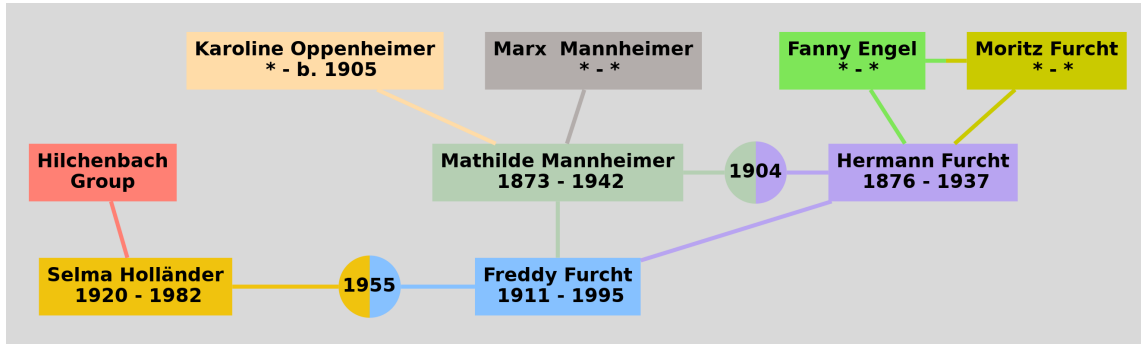 Karoline Oppenheimer
* - b. 1905
Marx  Mannheimer
* - *
Fanny Engel
* - *
Moritz Furcht
* - *
Hilchenbach
Group
Mathilde Mannheimer
1873 - 1942
1904
Hermann Furcht
1876 - 1937
Selma Holländer
1920 - 1982
1955
Freddy Furcht
1911 - 1995